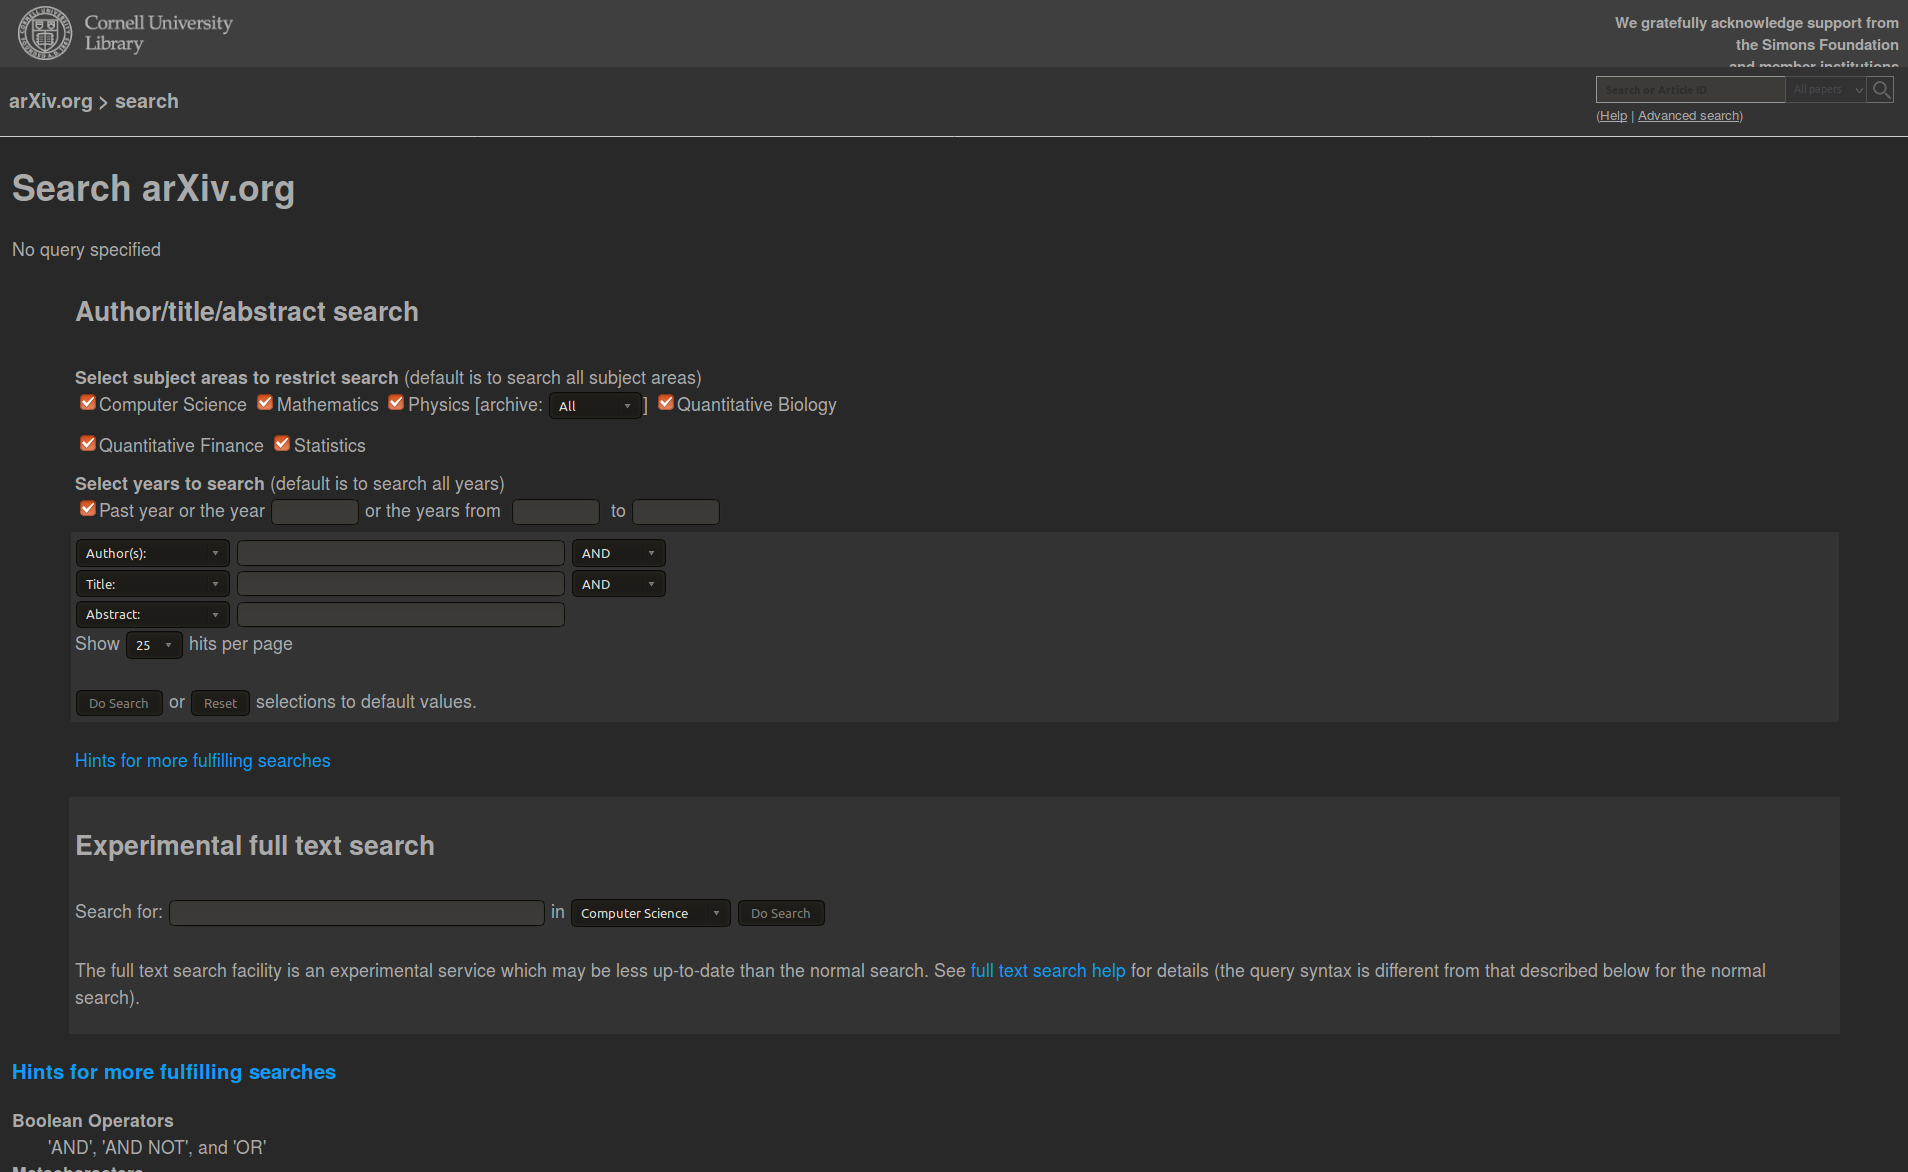 Cornell University
Library
We gratefully acknowledge support from
the Simons Foundation
and member institutions
arXiv.org > search
Search or Article ID
All papers
(Help | Advanced search)
Search arXiv.org
No query specified
Author/title/abstract search
Select subject areas to restrict search (default is to search all subject areas)
Computer Science Mathematics Physics [archive: All ] Quantitative Biology
Quantitative Finance Statistics
Select years to search (default is to search all years)
Past year or the year or the years from to
Author(s): AND
Title: AND
Abstract:
Show 25 hits per page
Do Search or Reset selections to default values.
Hints for more fulfilling searches
Experimental full text search
Search for: in Computer Science Do Search
The full text search facility is an experimental service which may be less up-to-date than the normal search. See full text search help for details (the query syntax is different from that described below for the normal
search).
Hints for more fulfilling searches
Boolean Operators
'AND', 'AND NOT', and 'OR'
Metacharacters